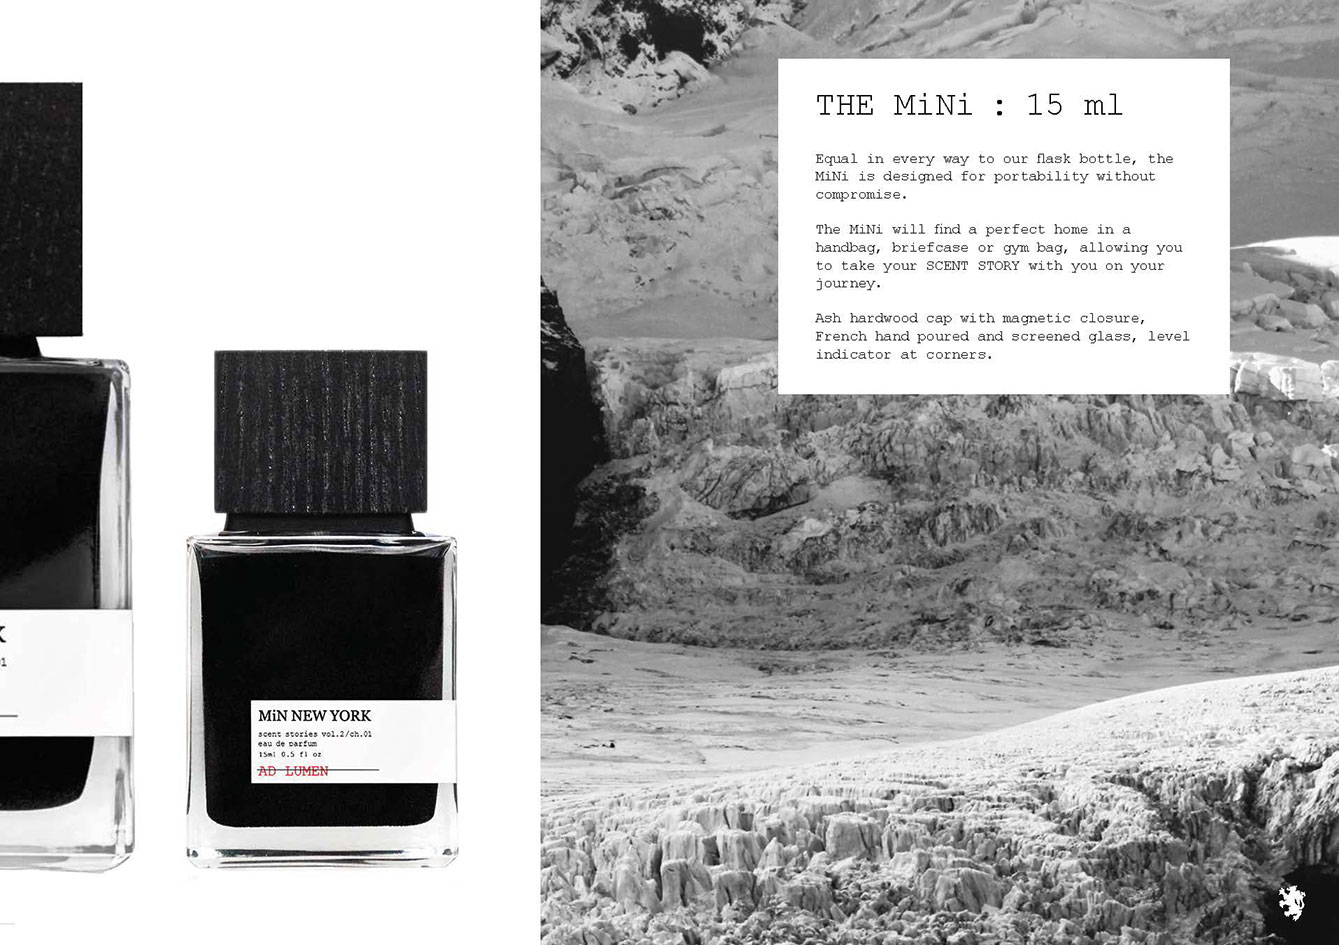 THE MiNi : 15 ml
Equal in every way to our flask bottle, the
MiNi is designed for portability without
compromise.
The MiNi will find a perfect home in a
handbag, briefcase or gym bag, allowing you
to take your SCENT STORY with you on your
journey.
Ash hardwood cap with magnetic closure,
French hand poured and screened glass, level
indicator at corners.
MiN NEW YORK
scent stories vol.2/ch.01
eau de parfum
15ml 0.5 fl oz
AD LUMEN
K
01